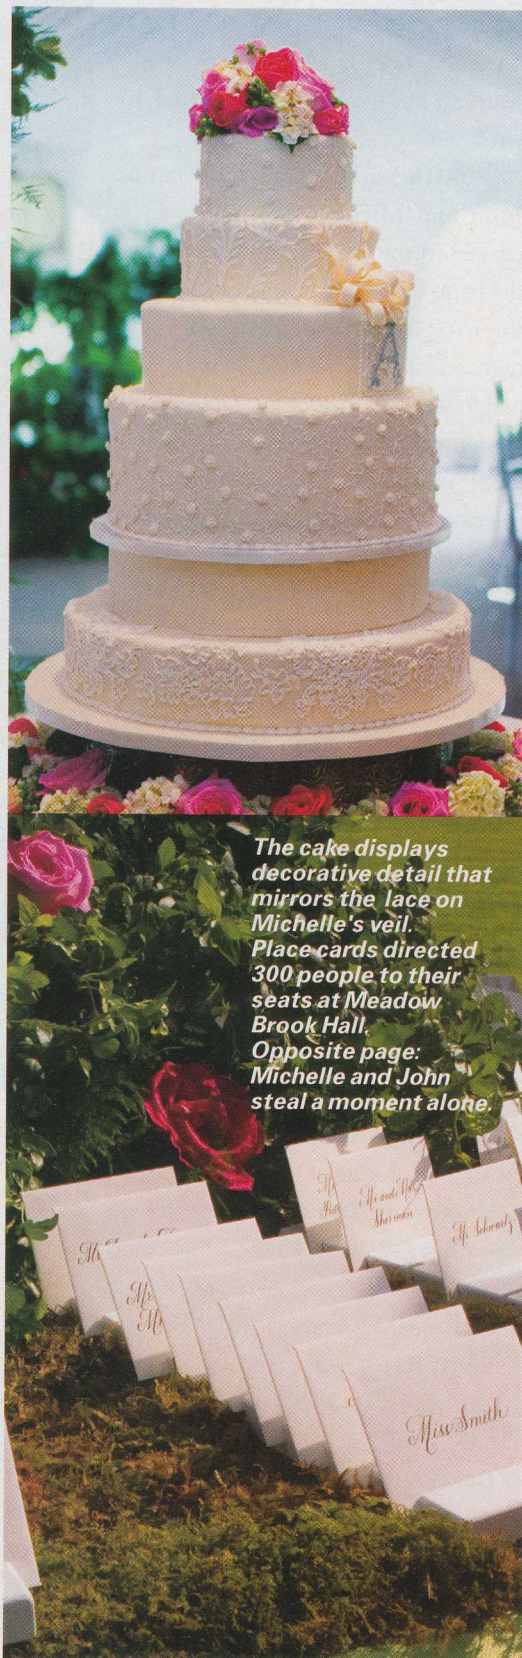 A
The cake displays
decorative detail that
mirrors the lace on
Michelle's veil.
Place cards directed
300 people to their
seats at Meadow
Brook Hall.
Opposite page:
Michelle and John
steal a moment alone.
Mr. and Mrs.
Sherman
Mr. Schwartz
Miss Smith